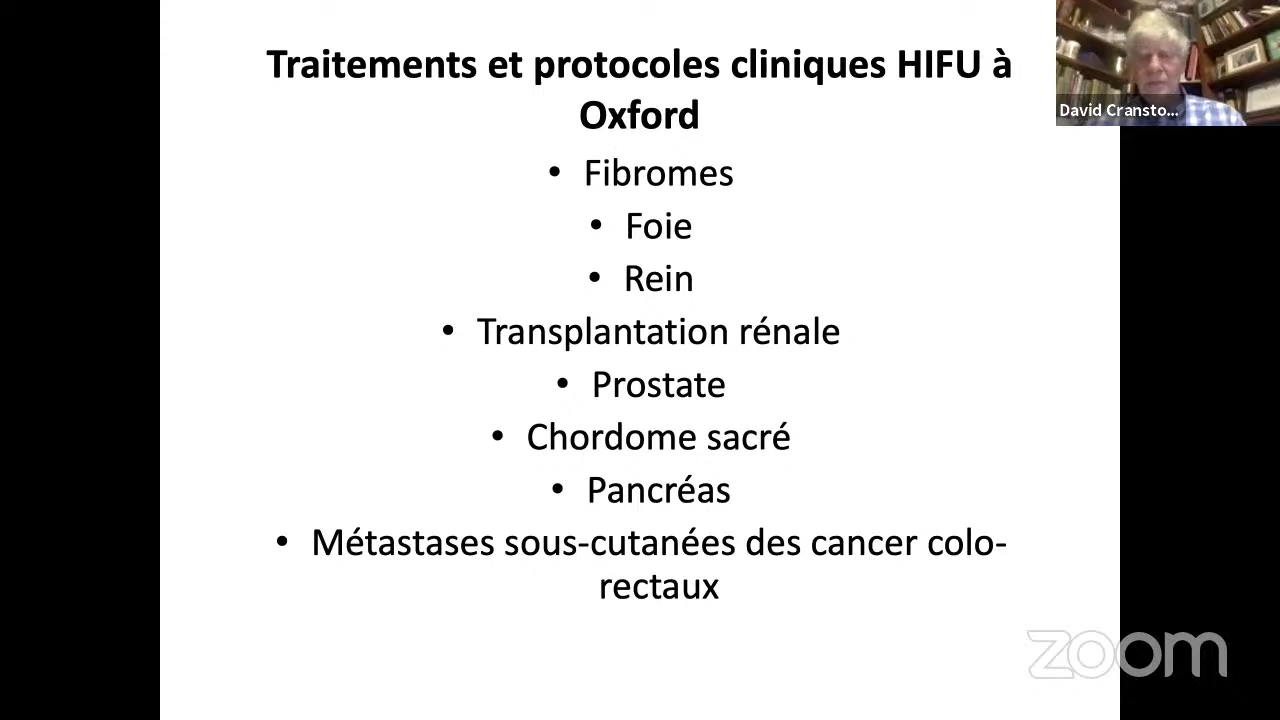 Traitements et protocoles cliniques HIFU à
Oxford
• Fibromes
• Foie
• Rein
• Transplantation rénale
• Prostate
• Chordome sacré
• Pancréas
• Métastases sous-cutanées des cancer colo-
rectaux
David Cransto...
zoom